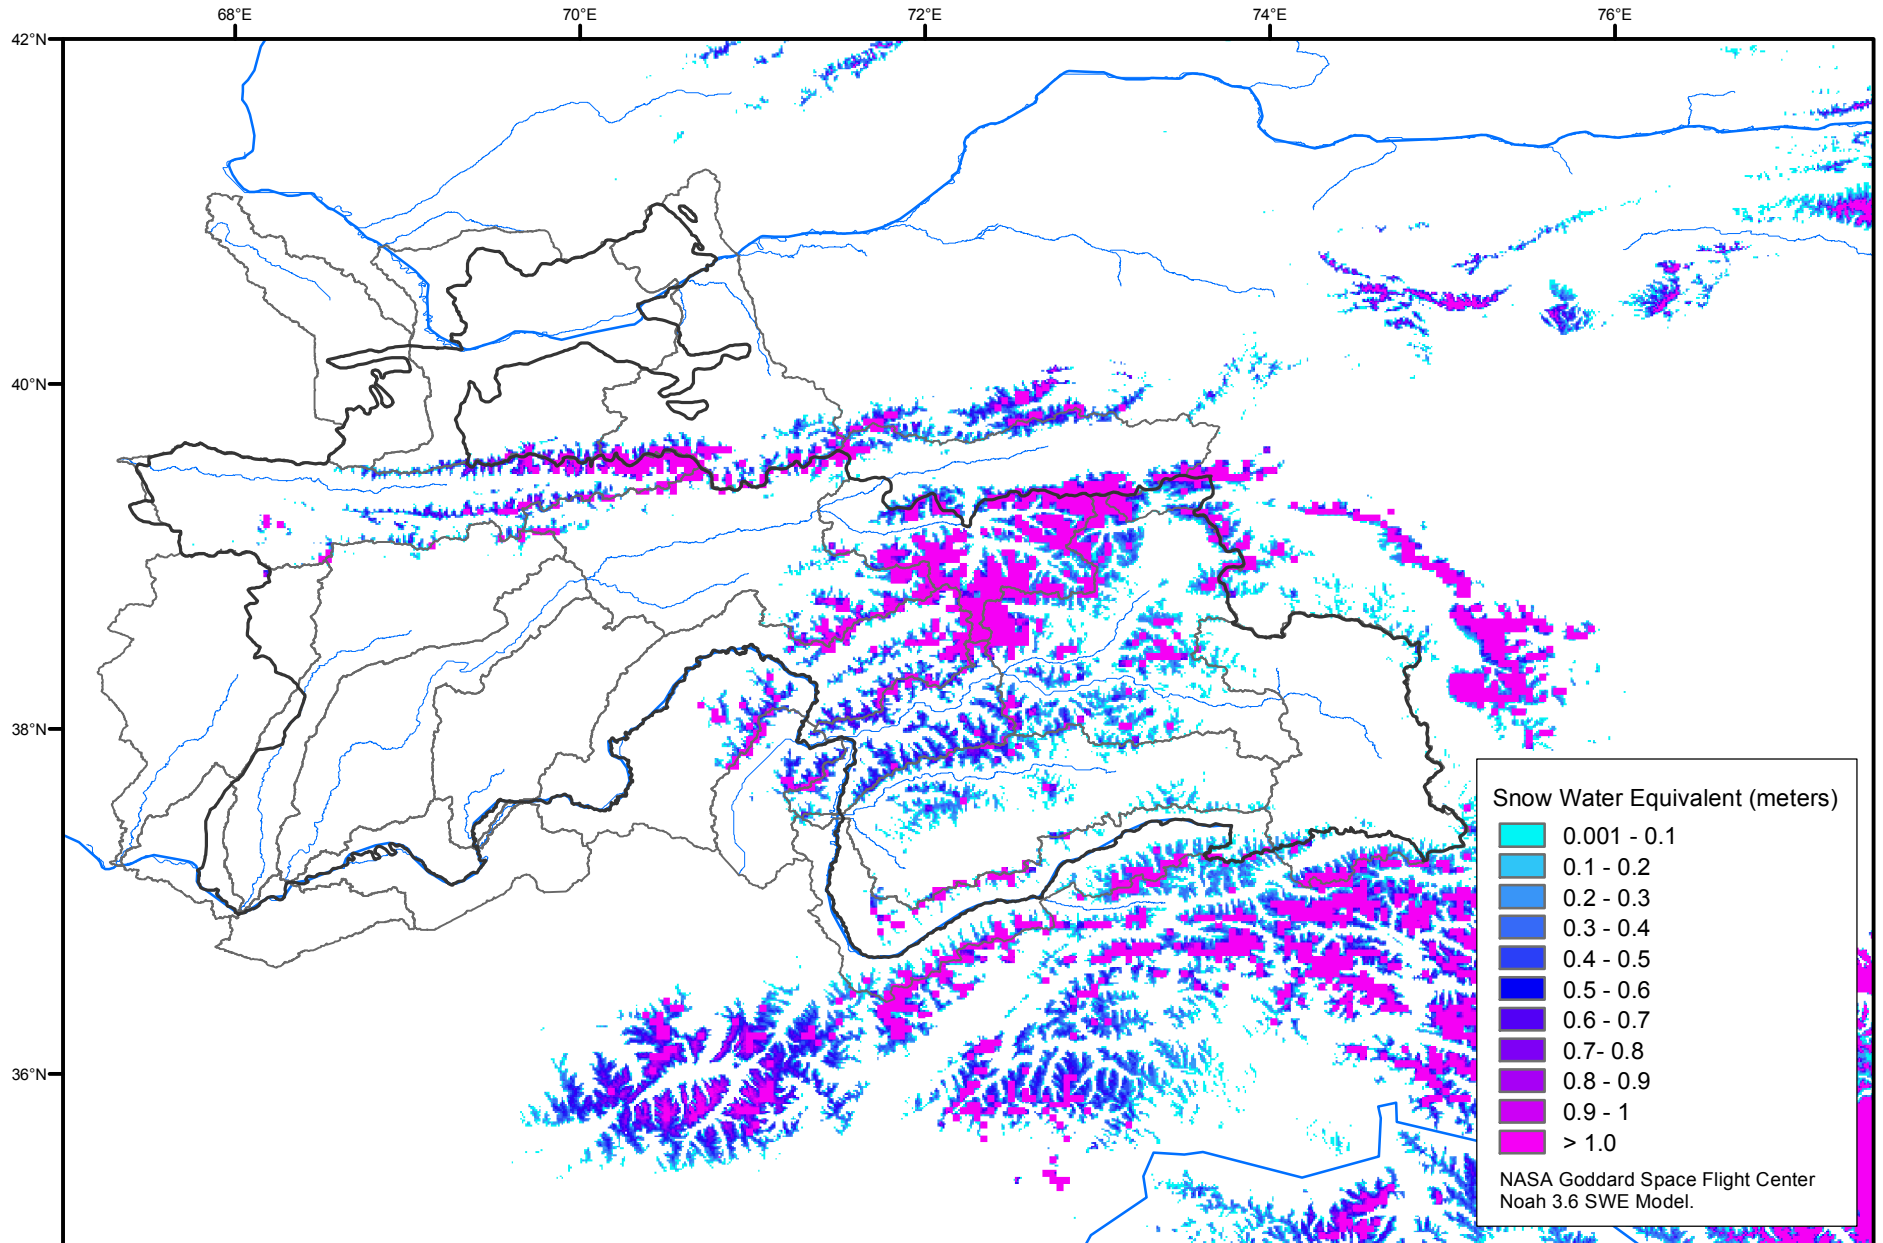 68°E
70°E
72°E
74°E
76°E
42°N
40°N
38°N
36°N
Snow Water Equivalent (meters)
0.001 - 0.1
0.1 - 0.2
0.2 - 0.3
0.3 - 0.4
0.4 - 0.5
0.5 - 0.6
0.6 - 0.7
0.7- 0.8
0.8 - 0.9
0.9 - 1
> 1.0
NASA Goddard Space Flight Center
Noah 3.6 SWE Model.